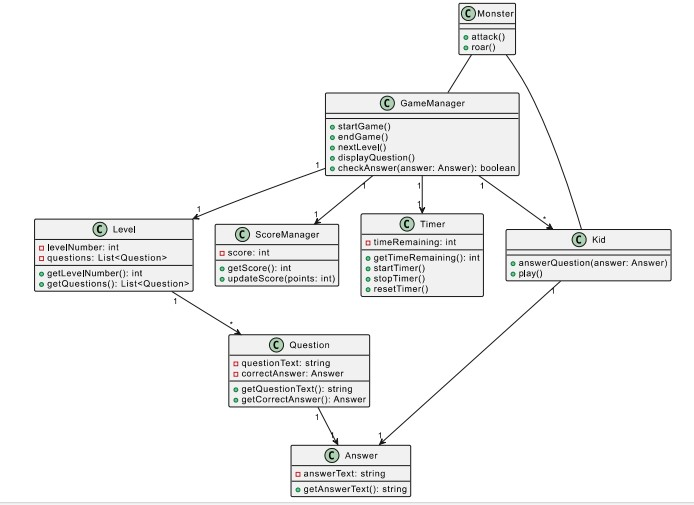 C Monster
attack()
roar()
C GameManager
startGame()
endGame()
nextLevel()
displayQuestion()
checkAnswer(answer: Answer): boolean
1
1
1
1
1
1
1
*
C Level
levelNumber: int
questions: List<Question>
getLevelNumber(): int
getQuestions(): List<Question>
C ScoreManager
score: int
getScore(): int
updateScore(points: int)
C Timer
timeRemaining: int
getTimeRemaining(): int
startTimer()
stopTimer()
resetTimer()
C Kid
answerQuestion(answer: Answer)
play()
1
1
*
C Question
questionText: string
correctAnswer: Answer
getQuestionText(): string
getCorrectAnswer(): Answer
1
1
1
C Answer
answerText: string
getAnswerText(): string